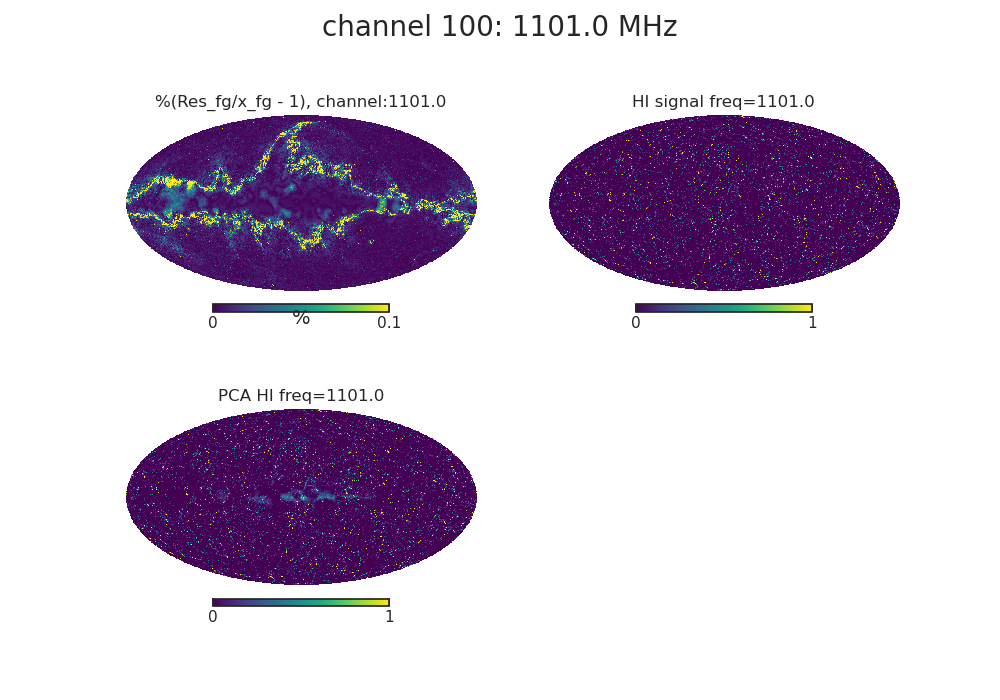 channel 100: 1101.0 MHz
%(Res_fg/x_fg - 1), channel:1101.0
HI signal freq=1101.0
0 % 0.1
0 1
PCA HI freq=1101.0
0 1